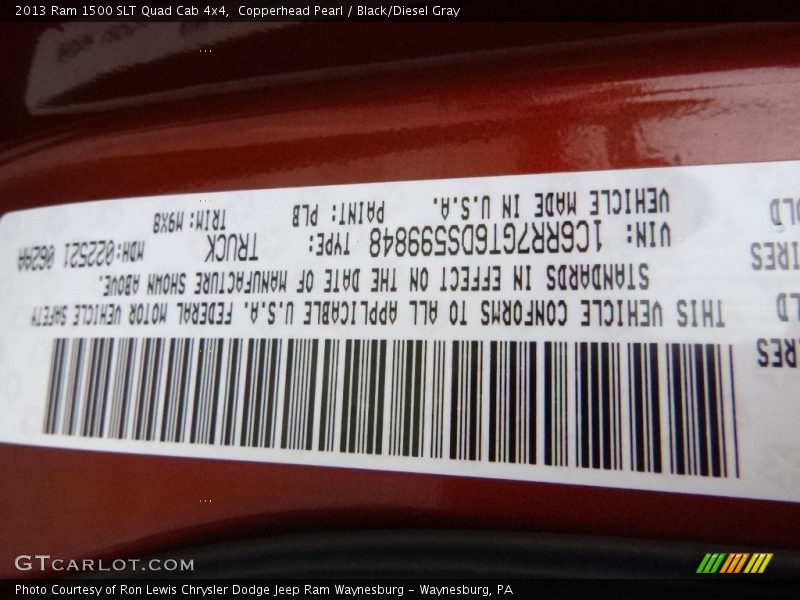 2013 Ram 1500 SLT Quad Cab 4x4,  Copperhead Pearl / Black/Diesel Gray
THIS VEHICLE CONFORMS TO ALL APPLICABLE U.S.A. FEDERAL MOTOR VEHICLE SAFETY
STANDARDS IN EFFECT ON THE DATE OF MANUFACTURE SHOWN ABOVE.
VIN: 1C6RR7GT6DS599848 TYPE: TRUCK MDH:022521 062AA
VEHICLE MADE IN U.S.A. PAINT: PLB TRIM: M9X8
GTCARLOT.COM
Photo Courtesy of Ron Lewis Chrysler Dodge Jeep Ram Waynesburg - Waynesburg, PA